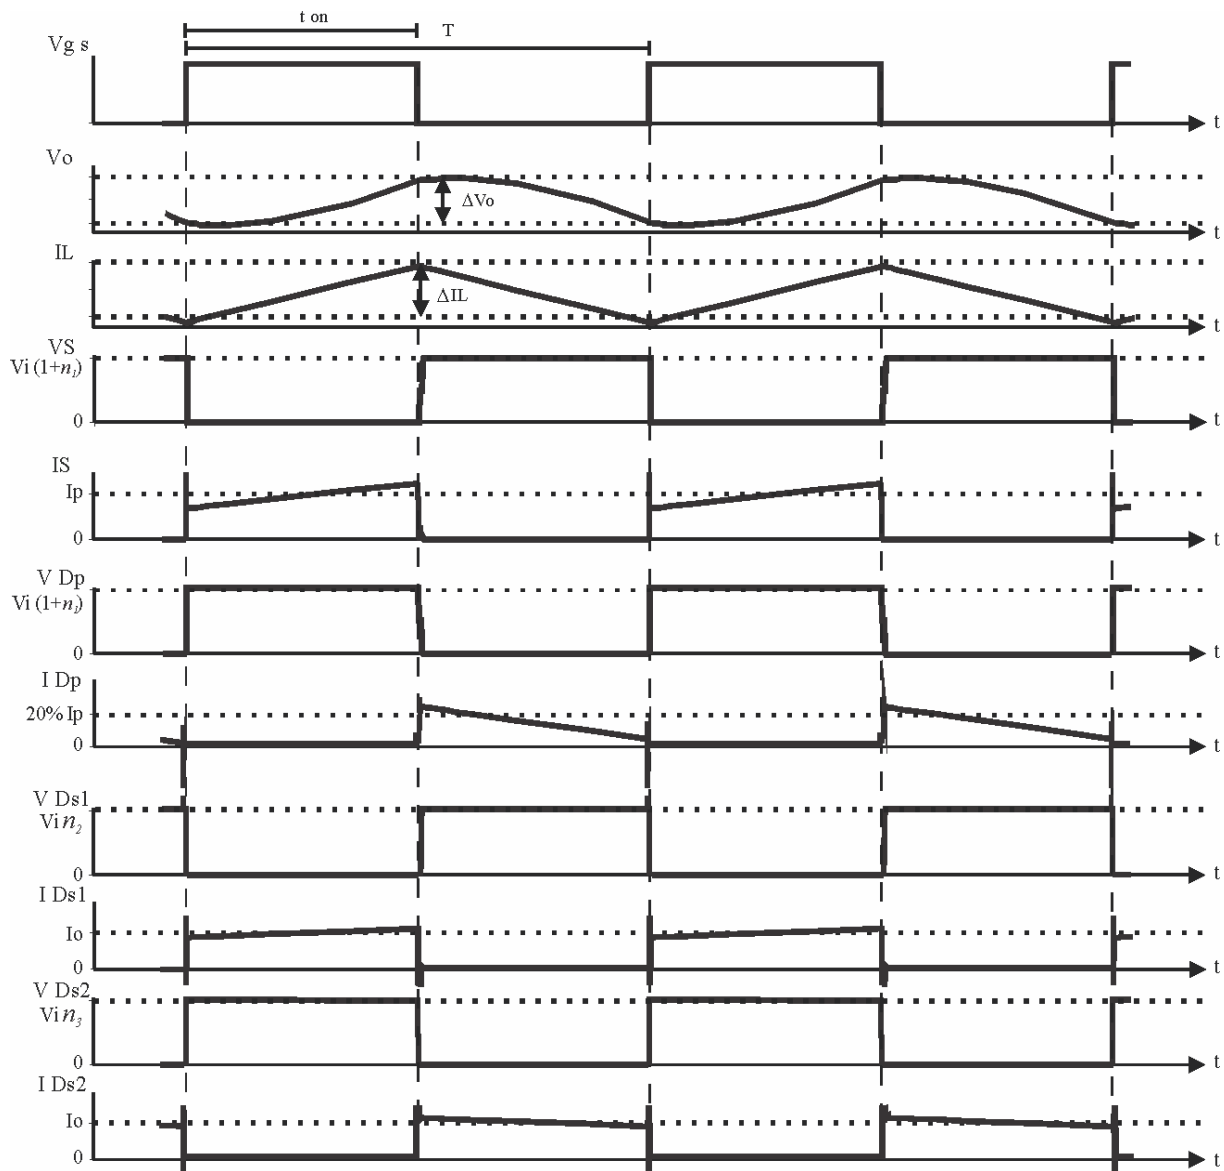 t on
T
Vg s
t
Vo
ΔVo
t
IL
ΔIL
t
VS
Vi (1+n₁)
0
t
IS
Ip
0
t
V Dp
Vi (1+n₁)
0
t
I Dp
20% Ip
0
t
V Ds1
Vi n₂
0
t
I Ds1
Io
0
t
V Ds2
Vi n₃
0
t
I Ds2
Io
0
t